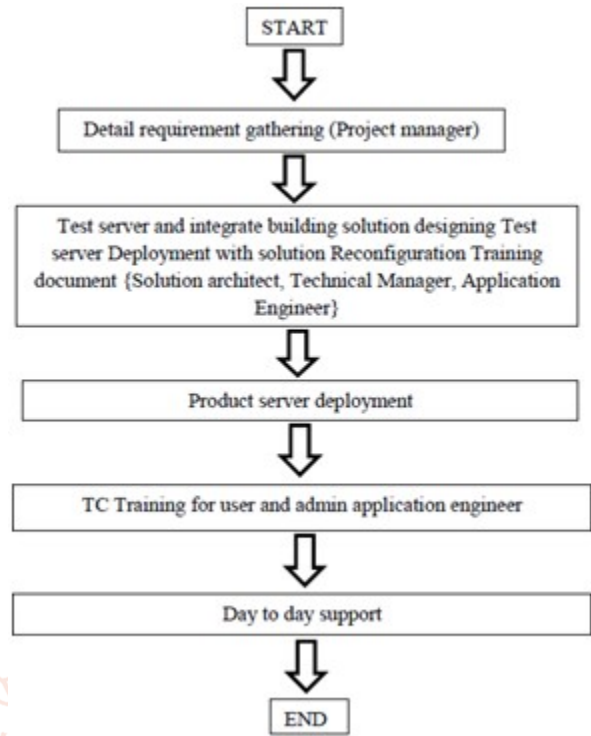 START
Detail requirement gathering (Project manager)
Test server and integrate building solution designing Test
server Deployment with solution Reconfiguration Training
document {Solution architect, Technical Manager, Application
Engineer}
Product server deployment
TC Training for user and admin application engineer
Day to day support
END